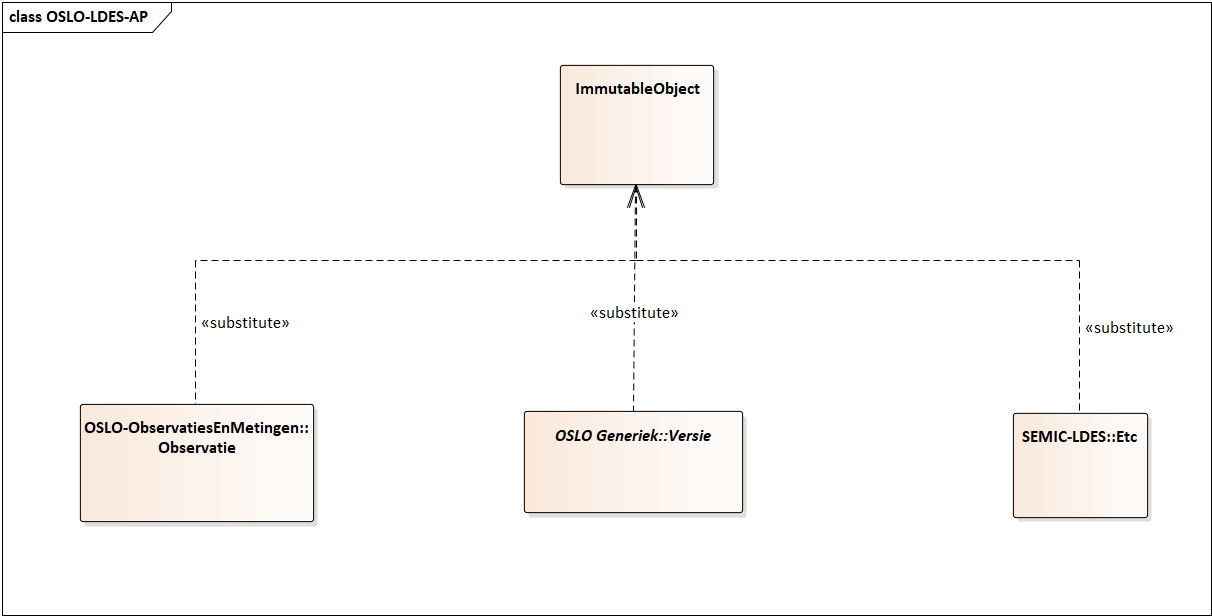 class OSLO-LDES-AP
ImmutableObject
«substitute»
«substitute»
«substitute»
OSLO-ObservatiesEnMetingen::
Observatie
OSLO Generiek::Versie
SEMIC-LDES::Etc